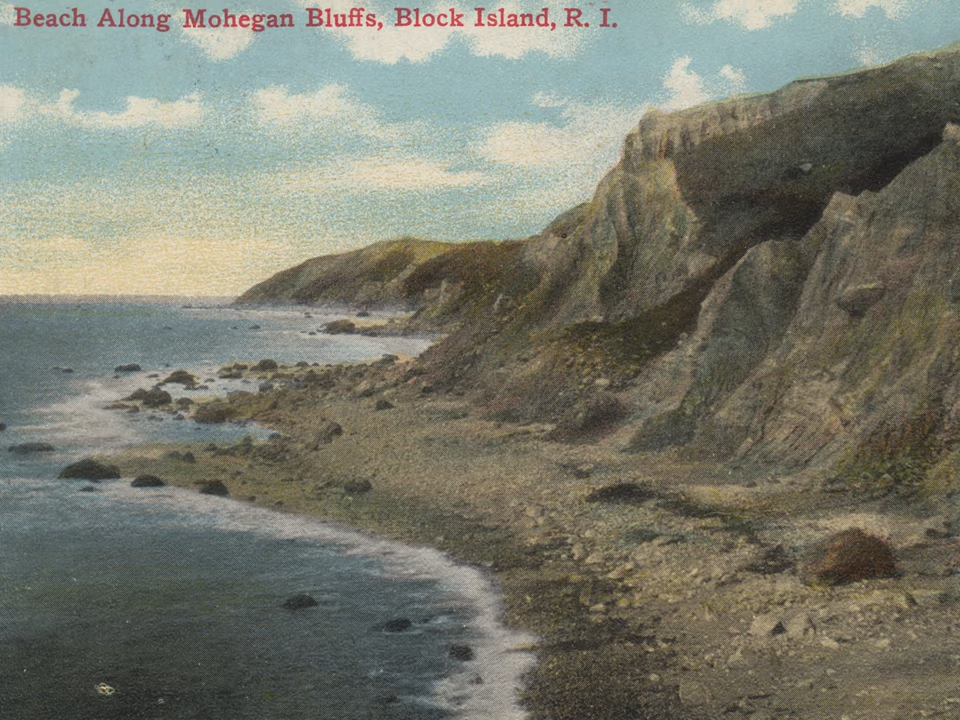 Beach Along Mohegan Bluffs, Block Island, R. I.